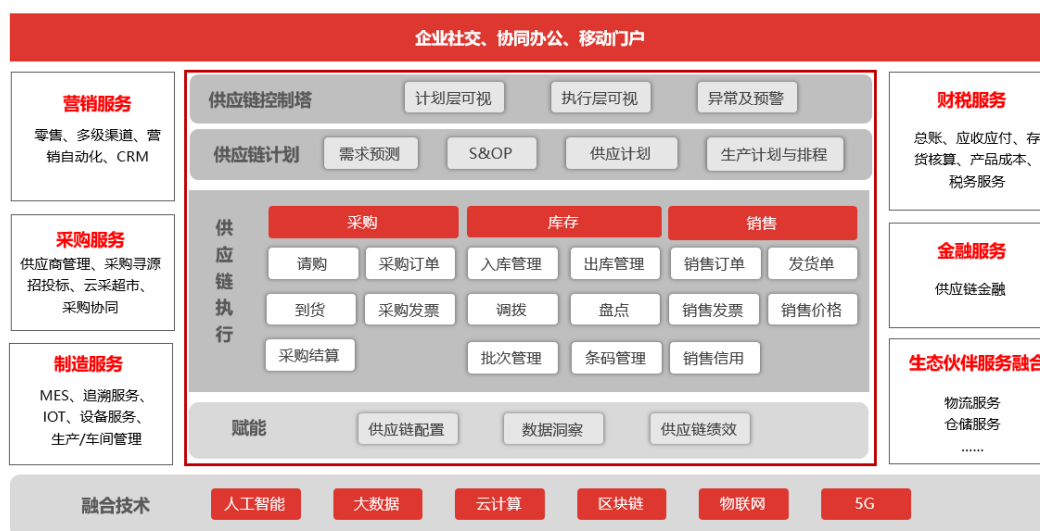 企业社交、协同办公、移动门户
营销服务
零售、多级渠道、营
销自动化、CRM
采购服务
供应商管理、采购寻源
招投标、云采超市、
采购协同
制造服务
MES、追溯服务、
IOT、设备服务、
生产/车间管理
供应链控制塔
计划层可视
执行层可视
异常及预警
供应链计划
需求预测
S&OP
供应计划
生产计划与排程
供应链执行
采购
库存
销售
请购
采购订单
入库管理
出库管理
销售订单
发货单
到货
采购发票
调拨
盘点
销售发票
销售价格
采购结算
批次管理
条码管理
销售信用
赋能
供应链配置
数据洞察
供应链绩效
财税服务
总账、应收应付、存
货核算、产品成本、
税务服务
金融服务
供应链金融
生态伙伴服务融合
物流服务
仓储服务
......
融合技术
人工智能
大数据
云计算
区块链
物联网
5G